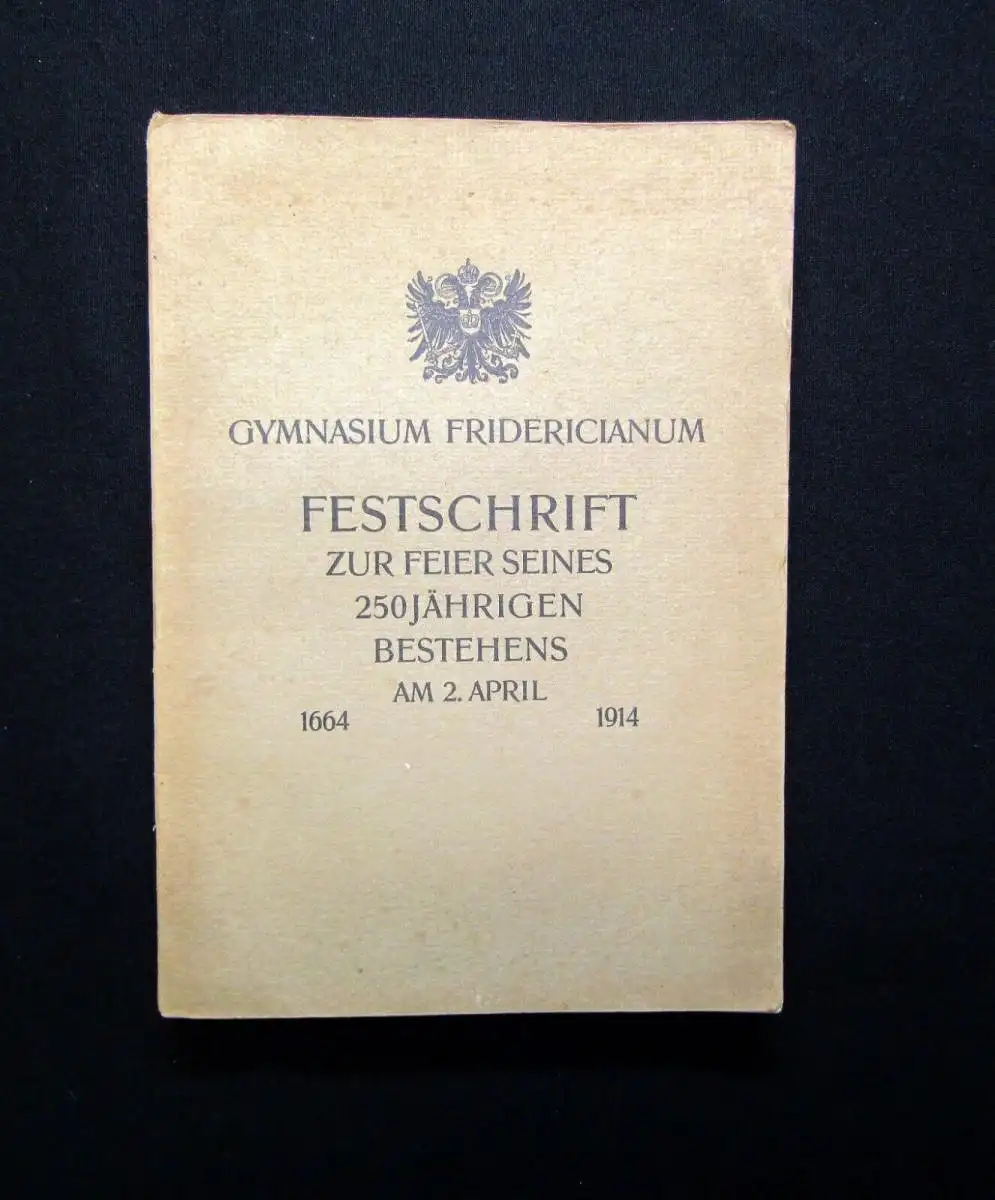 GYMNASIUM FRIDERICIANUM
FESTSCHRIFT
ZUR FEIER SEINES
250JÄHRIGEN
BESTEHENS
AM 2. APRIL
1664 1914